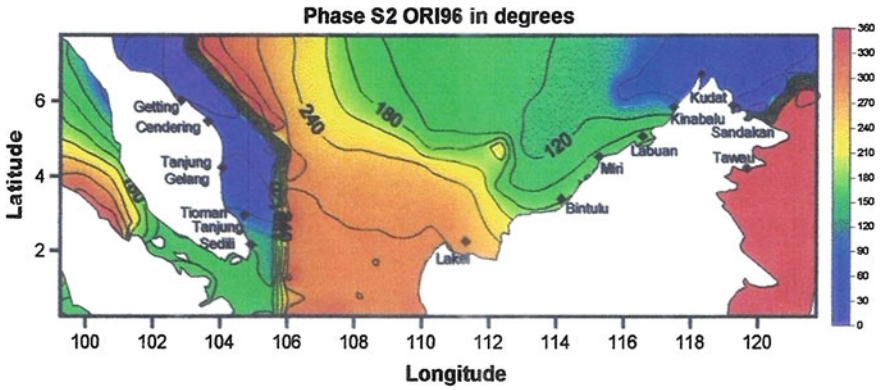 Phase S2 ORI96 in degrees
360
330
300
270
240
210
180
150
120
90
60
30
0
Latitude
6
4
2
Getting
Cendering
Tanjung
Gelang
Tioman
Tanjung
Sedili
180
240
180
120
Kudat
Kinabalu
Sandakan
Labuan
Tawau
Miri
Bintulu
Lakei
100 102 104 106 108 110 112 114 116 118 120
Longitude